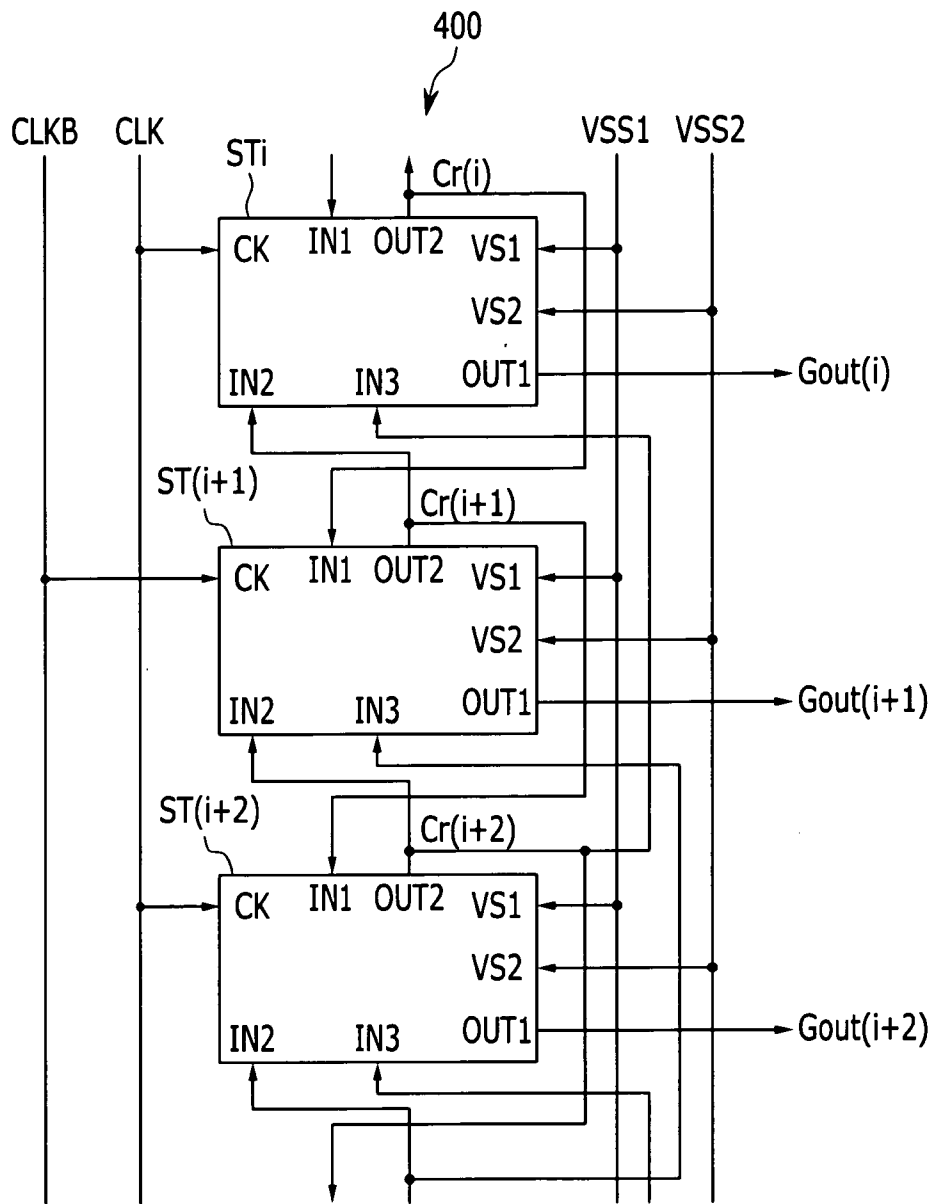 400
CLKB CLK VSS1 VSS2
STi
Cr(i)
CK IN1 OUT2 VS1
VS2
IN2 IN3 OUT1
Gout(i)
ST(i+1)
Cr(i+1)
CK IN1 OUT2 VS1
VS2
IN2 IN3 OUT1
Gout(i+1)
ST(i+2)
Cr(i+2)
CK IN1 OUT2 VS1
VS2
IN2 IN3 OUT1
Gout(i+2)